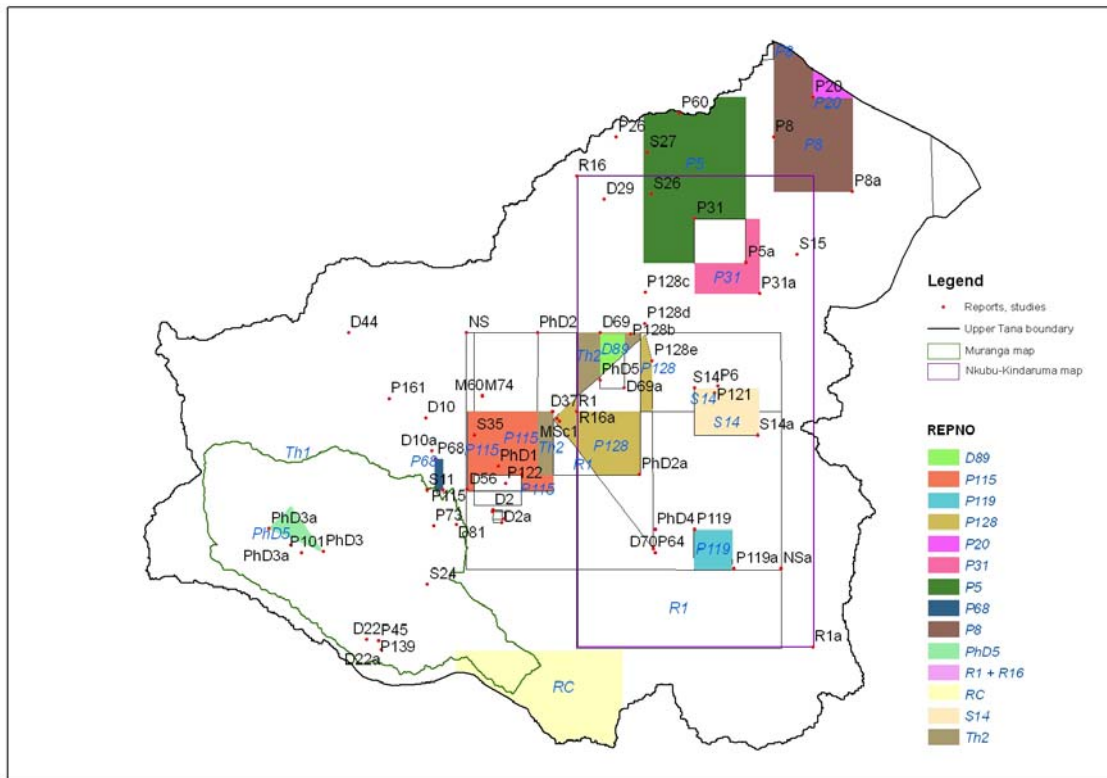 P8
P20
P20
P60
P26
P8
P8
S27
P5
R16
P8a
S26
D29
P31
S15
P5a
P31
P128c
P31a
P128d
D44
NS
PhD2
D69
P128b
D89
Th2
P128e
P128
PhD5
D69a
S14
P6
S14
P121
P161
M60M74
D37
R1
D10
R16a
S14
S14a
MSc1
S35
P115
P115
Th2
P128
D10a
P68
P68
PhD1
R1
PhD2a
Th1
P122
S11
D56
P115
P115
D2
D2a
P73
D81
PhD3a
PhD5
P101
PhD3
PhD3a
PhD4
P119
D70P64
P119
P119a
NSa
S24
R1
D22
P45
P139
D22a
R1a
RC
Legend
Reports, studies
Upper Tana boundary
Muranga map
Nkubu-Kindaruma map
REPNO
D89
P115
P119
P128
P20
P31
P5
P68
P8
PhD5
R1 + R16
RC
S14
Th2